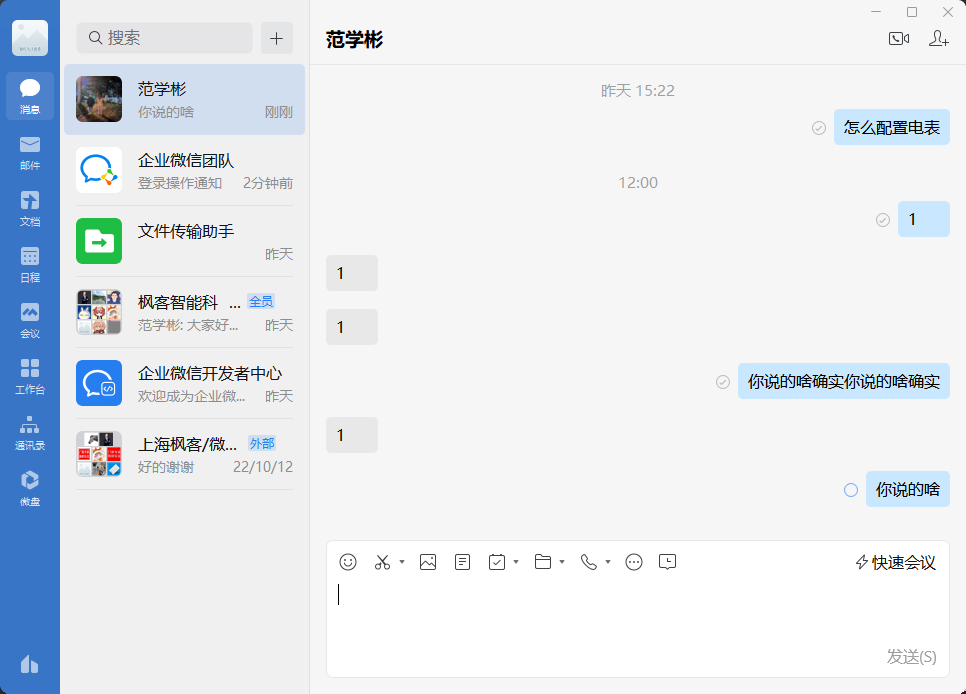 消息
邮件
文档
日程
会议
工作台
通讯录
微盘
搜索
范学彬
你说的啥 刚刚
企业微信团队
登录操作通知 2分钟前
文件传输助手
昨天
枫客智能科 ... 全员
范学彬: 大家好... 昨天
企业微信开发者中心
欢迎成为企业微... 昨天
上海枫客/微... 外部
好的谢谢 22/10/12
范学彬
昨天 15:22
怎么配置电表
12:00
1
1
1
你说的啥确实你说的啥确实
1
你说的啥
快速会议
发送(S)